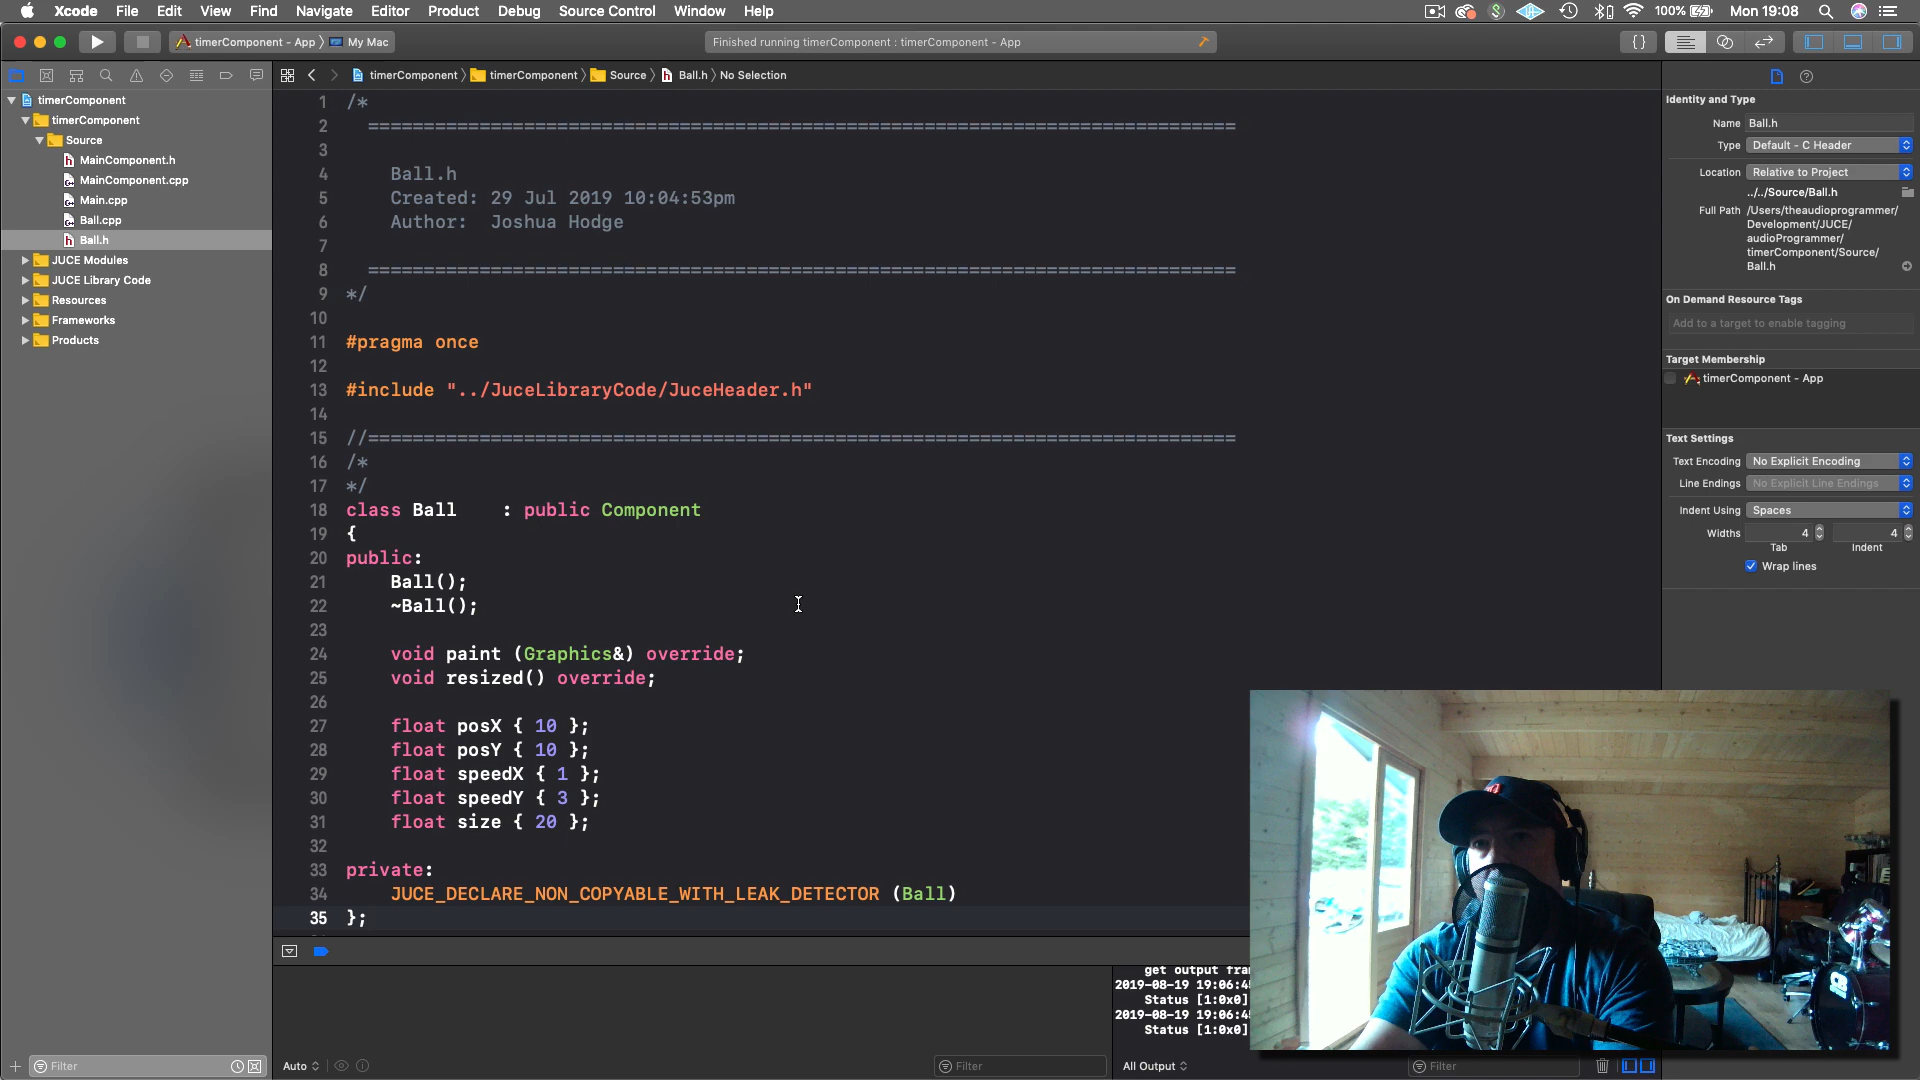 Xcode File Edit View Find Navigate Editor Product Debug Source Control Window Help 100% Mon 19:08
timerComponent - App My Mac Finished running timerComponent : timerComponent - App
timerComponent timerComponent Source Ball.h No Selection
timerComponent
timerComponent
Source
MainComponent.h
MainComponent.cpp
Main.cpp
Ball.cpp
Ball.h
JUCE Modules
JUCE Library Code
Resources
Frameworks
Products
Filter
1 /*
2 ==============================================================================
3
4 Ball.h
5 Created: 29 Jul 2019 10:04:53pm
6 Author: Joshua Hodge
7
8 ==============================================================================
9 */
10
11 #pragma once
12
13 #include "../JuceLibraryCode/JuceHeader.h"
14
15 //==============================================================================
16 /*
17 */
18 class Ball : public Component
19 {
20 public:
21 Ball();
22 ~Ball();
23
24 void paint (Graphics&) override;
25 void resized() override;
26
27 float posX { 10 };
28 float posY { 10 };
29 float speedX { 1 };
30 float speedY { 3 };
31 float size { 20 };
32
33 private:
34 JUCE_DECLARE_NON_COPYABLE_WITH_LEAK_DETECTOR (Ball)
35 };
Auto
Filter
get output fra
2019-08-19 19:06:4
Status [1:0x0]
2019-08-19 19:06:4
Status [1:0x0]
All Output
Filter
Identity and Type
Name Ball.h
Type Default - C Header
Location Relative to Project
../../Source/Ball.h
Full Path /Users/theaudioprogrammer/
Development/JUCE/
audioProgrammer/
timerComponent/Source/
Ball.h
On Demand Resource Tags
Add to a target to enable tagging
Target Membership
timerComponent - App
Text Settings
Text Encoding No Explicit Encoding
Line Endings No Explicit Line Endings
Indent Using Spaces
Widths 4 4
Tab Indent
Wrap lines